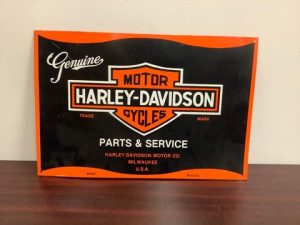 Genuine
MOTOR
HARLEY-DAVIDSON
CYCLES
TRADE MARK
PARTS & SERVICE
HARLEY-DAVIDSON MOTOR CO.
MILWAUKEE
U.S.A.